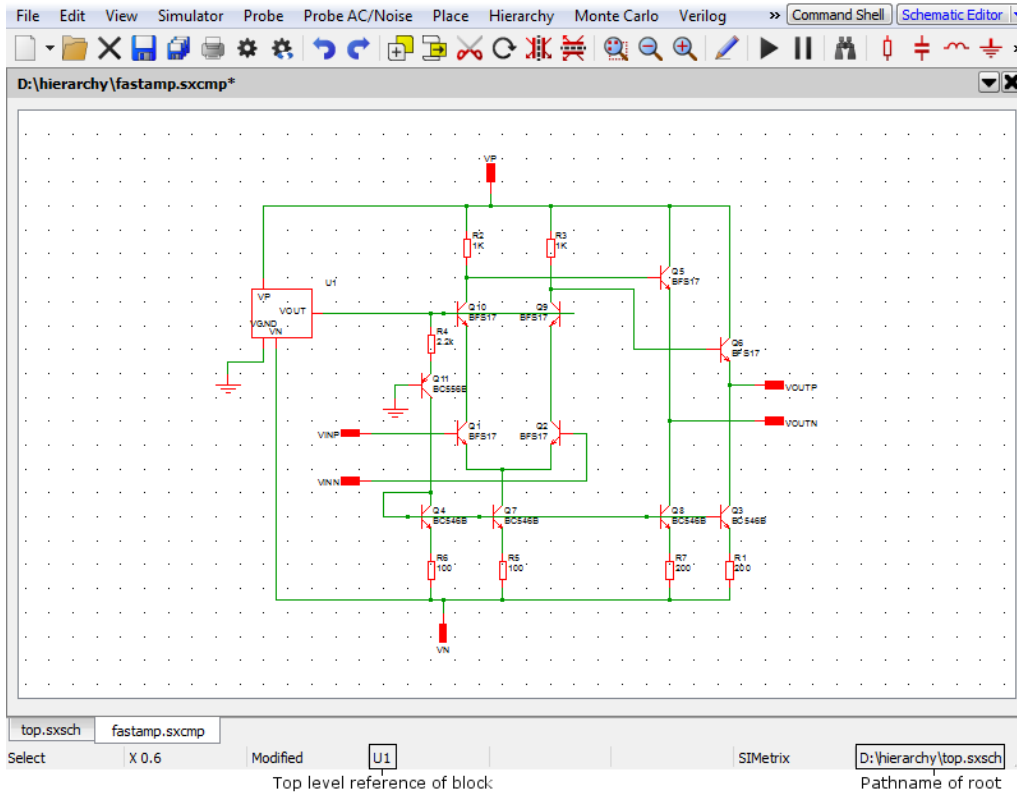 File Edit View Simulator Probe Probe AC/Noise Place Hierarchy Monte Carlo Verilog » Command Shell Schematic Editor
D:\hierarchy\fastamp.sxcmp*
VP
R2 R3
1K 1K
Q5
BFS17
U1
VP
VOUT
VGND
VN
Q10 Q9
BFS17 BFS17
R4
2.2k
Q6
BFS17
Q11
BC556B
VOUTP
VOUTN
Q1 Q2
VINP BFS17 BFS17
VINN
Q4 Q7 Q8 Q3
BC546B BC546B BC546B BC546B
R6 R5 R7 R1
100 100 200 200
VN
top.sxsch fastamp.sxcmp
Select X 0.6 Modified U1 SIMetrix D:\hierarchy\top.sxsch
Top level reference of block Pathname of root